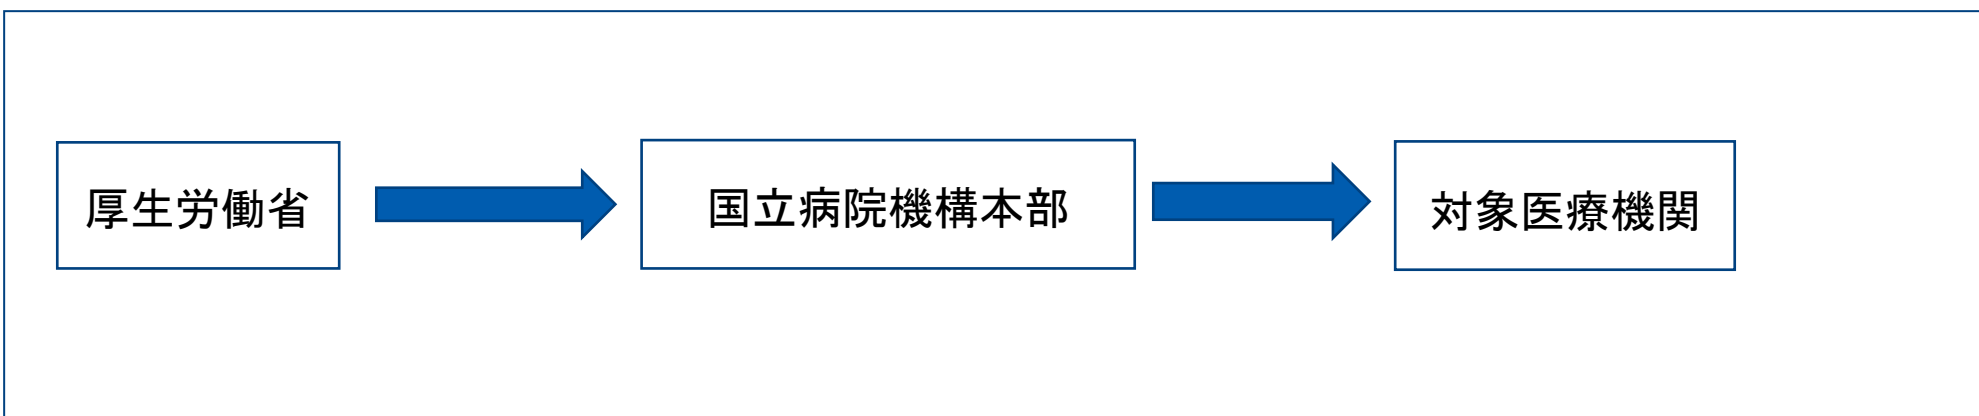 厚生労働省
国立病院機構本部
対象医療機関